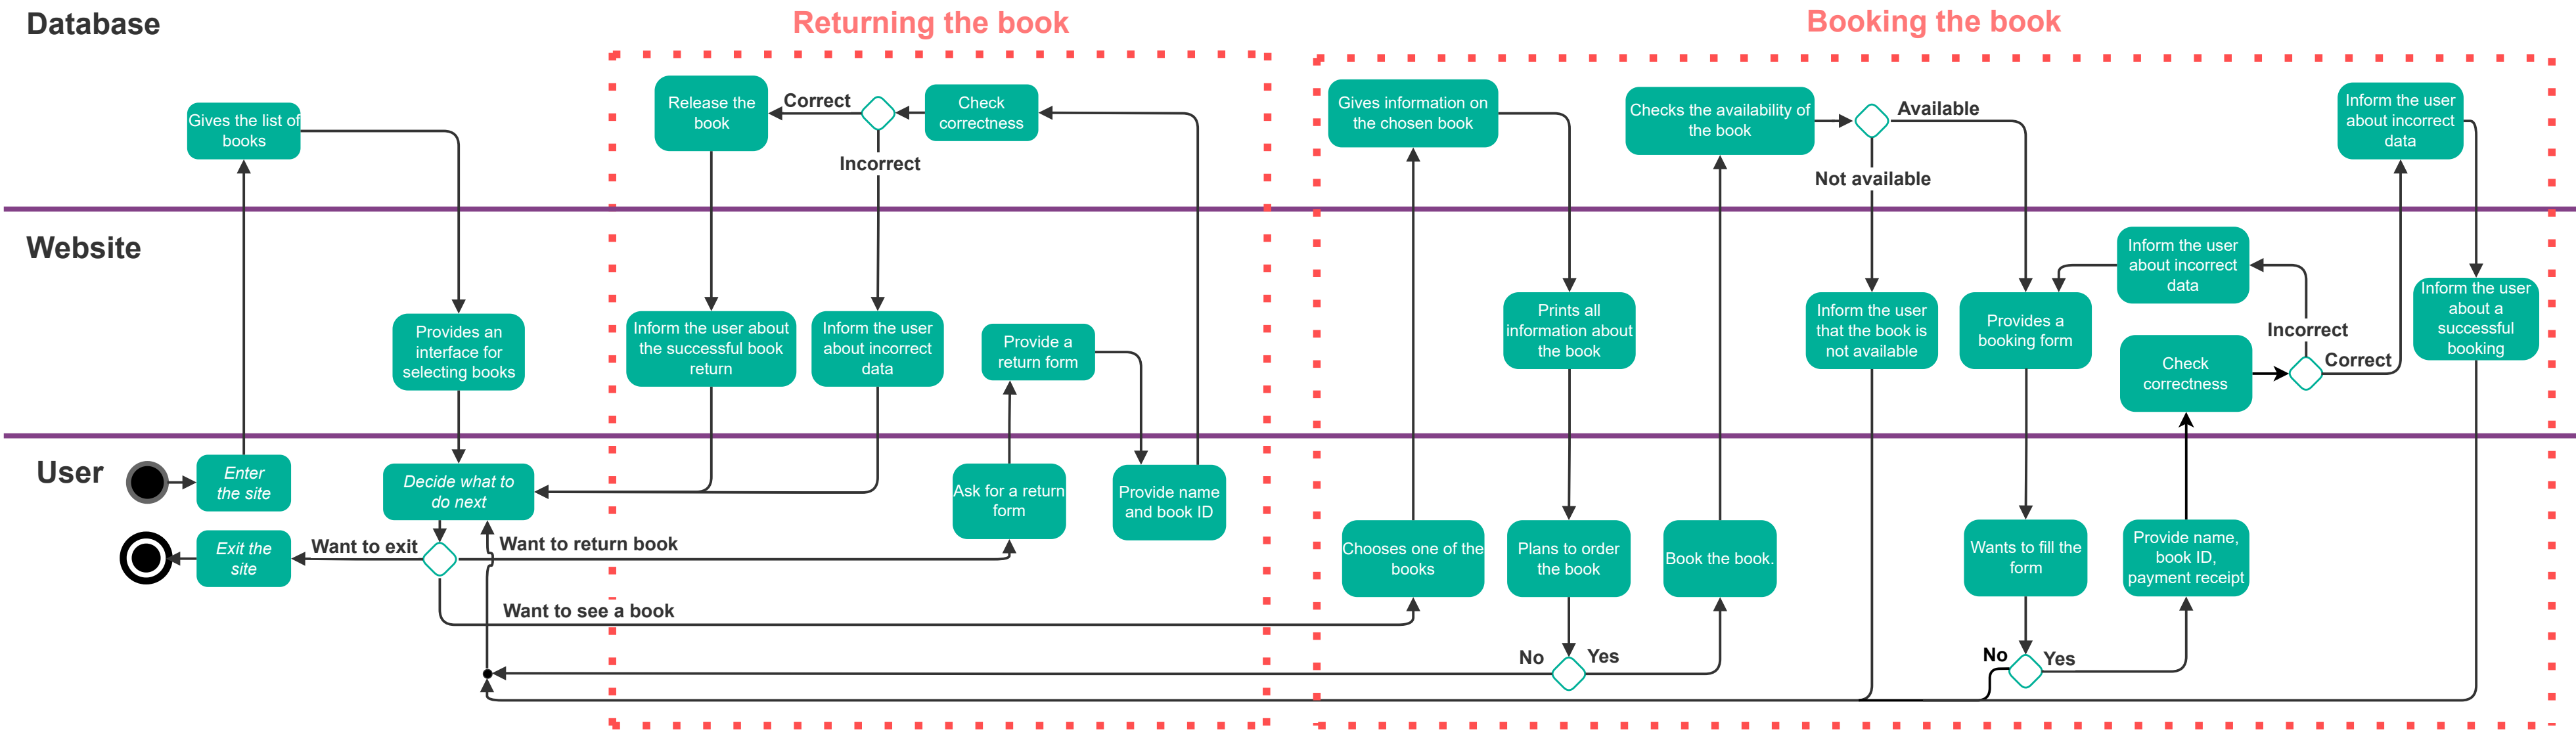 Database
Returning the book
Booking the book
Gives the list of
books
Release the
book
Correct
Check
correctness
Incorrect
Gives information on
the chosen book
Checks the availability of
the book
Available
Not available
Inform the user
about incorrect
data
Website
Provides an
interface for
selecting books
Inform the user about
the successful book
return
Inform the user
about incorrect
data
Provide a
return form
Prints all
information about
the book
Inform the user
that the book is
not available
Provides a
booking form
Inform the user
about incorrect
data
Incorrect
Check
correctness
Correct
Inform the user
about a
successful
booking
User
Enter
the site
Decide what to
do next
Ask for a return
form
Provide name
and book ID
Exit the
site
Want to exit
Want to return book
Want to see a book
Chooses one of the
books
Plans to order
the book
Book the book.
Wants to fill the
form
Provide name,
book ID,
payment receipt
No
Yes
No
Yes